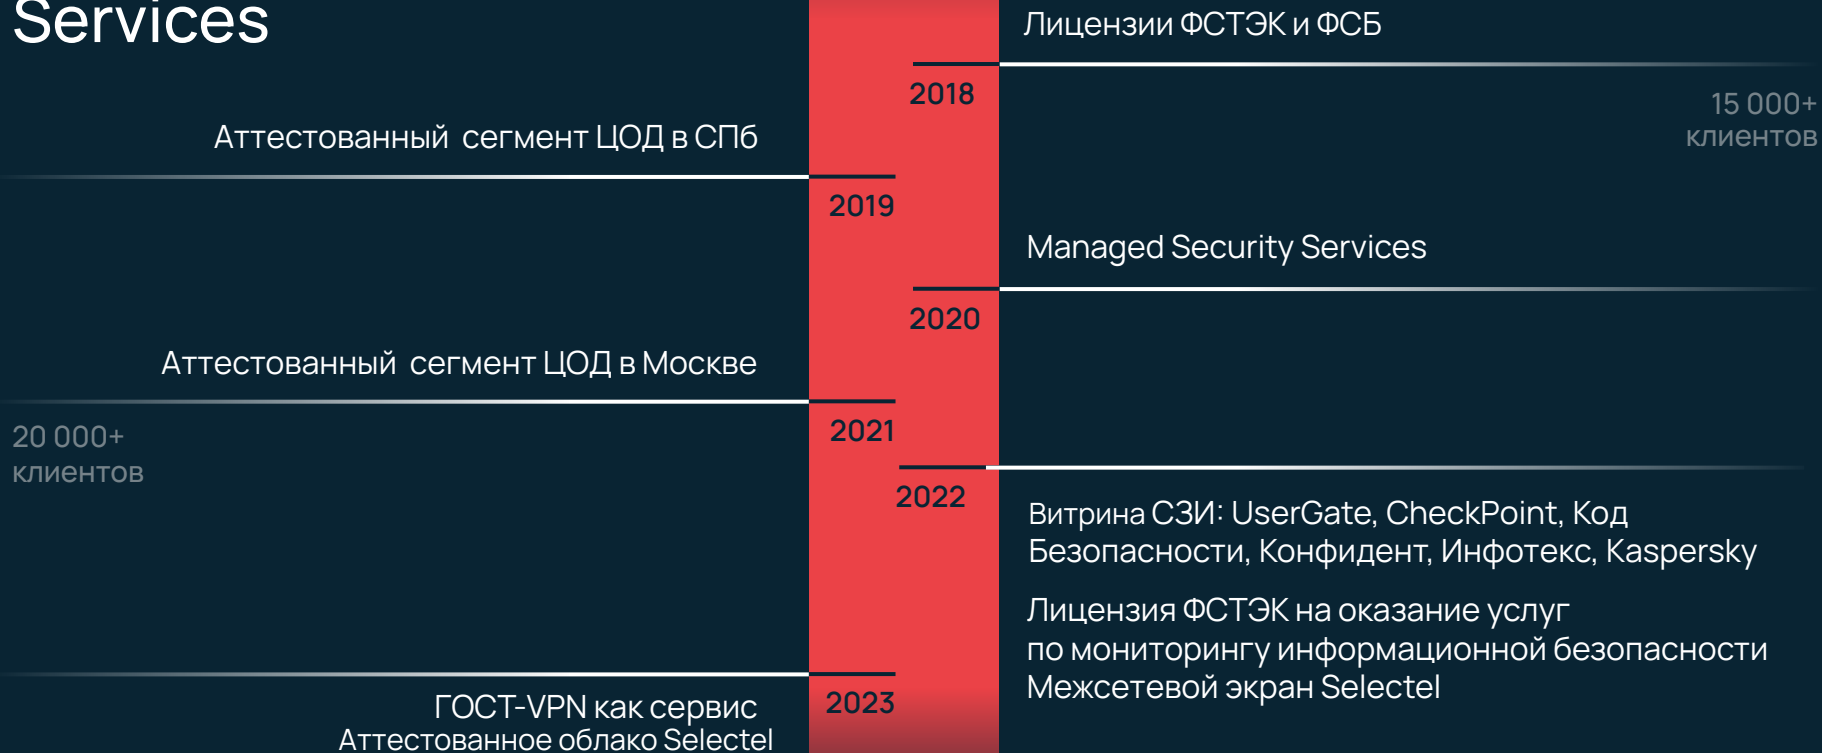 Services
Лицензии ФСТЭК и ФСБ
2018
15 000+
клиентов
Аттестованный сегмент ЦОД в СПб
2019
Managed Security Services
2020
Аттестованный сегмент ЦОД в Москве
2021
20 000+
клиентов
2022
Витрина СЗИ: UserGate, CheckPoint, Код
Безопасности, Конфидент, Инфотекс, Kaspersky
Лицензия ФСТЭК на оказание услуг
по мониторингу информационной безопасности
Межсетевой экран Selectel
2023
ГОСТ-VPN как сервис
Аттестованное облако Selectel